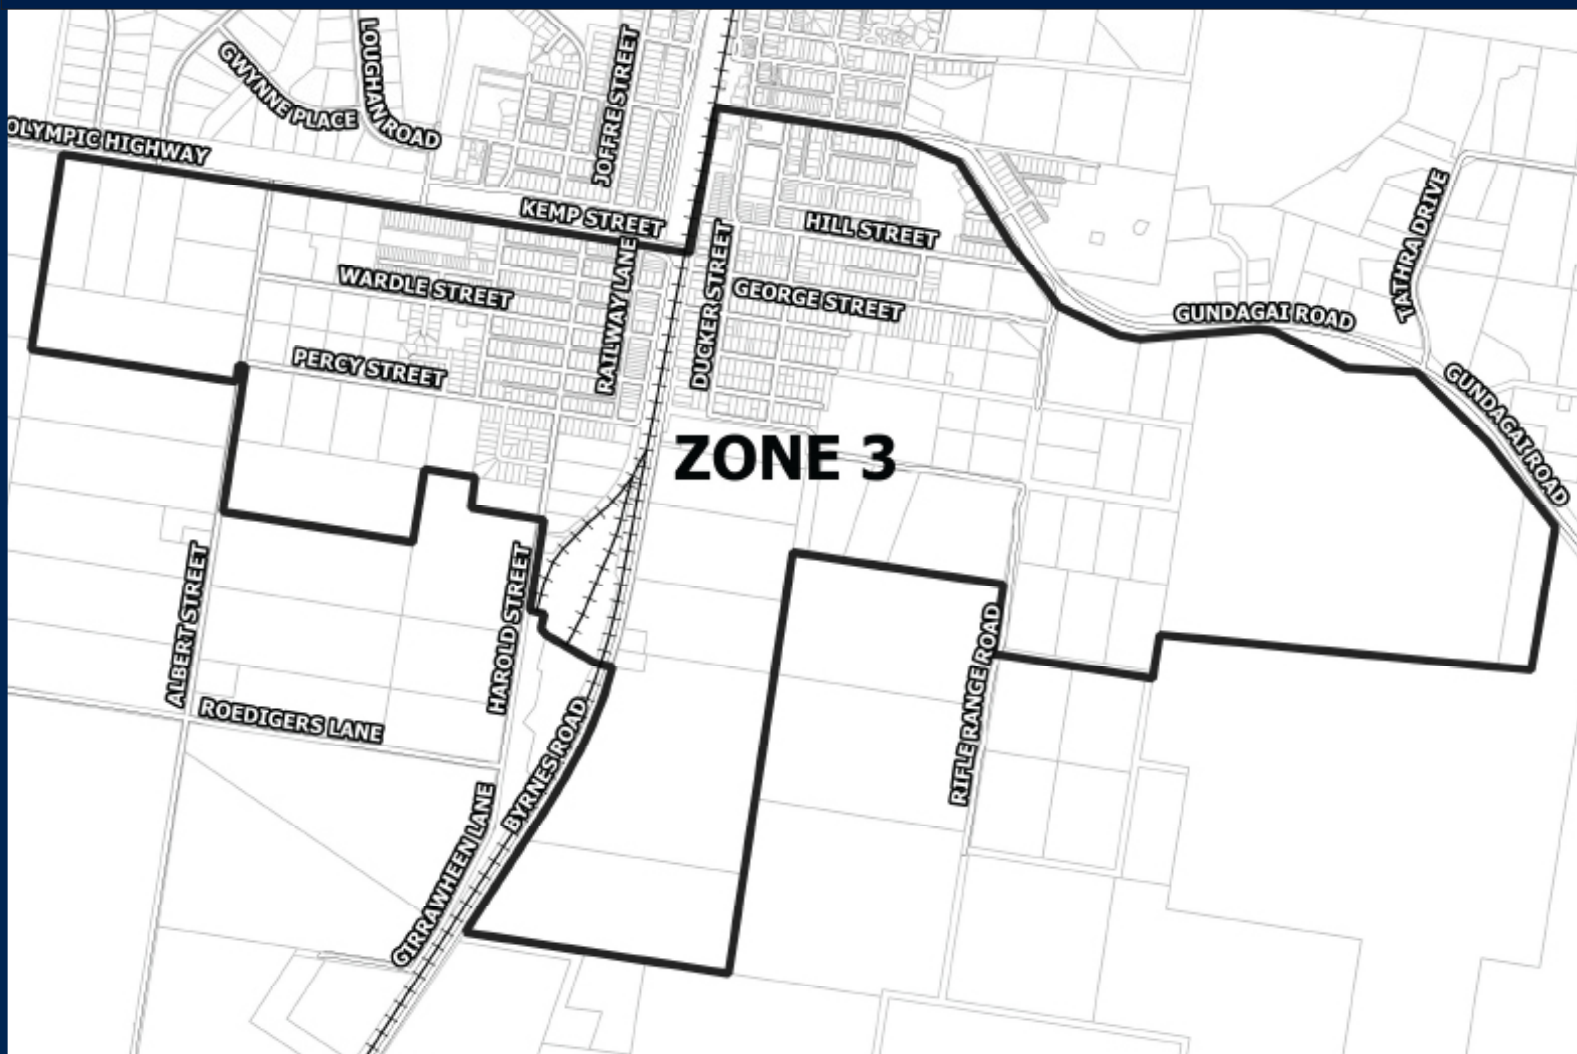 LOUGHAN ROAD
GWYNNE PLACE
JOFFRE STREET
OLYMPIC HIGHWAY
KEMP STREET
HILL STREET
TATHRA DRIVE
WARDLE STREET
RAILWAY LANE
DUCKER STREET
GEORGE STREET
GUNDAGAI ROAD
PERCY STREET
GUNDAGAI ROAD
ZONE 3
ALBERT STREET
HAROLD STREET
RIFLE RANGE ROAD
ROEDIGERS LANE
BYRNES ROAD
GIRRAWHEEN LANE